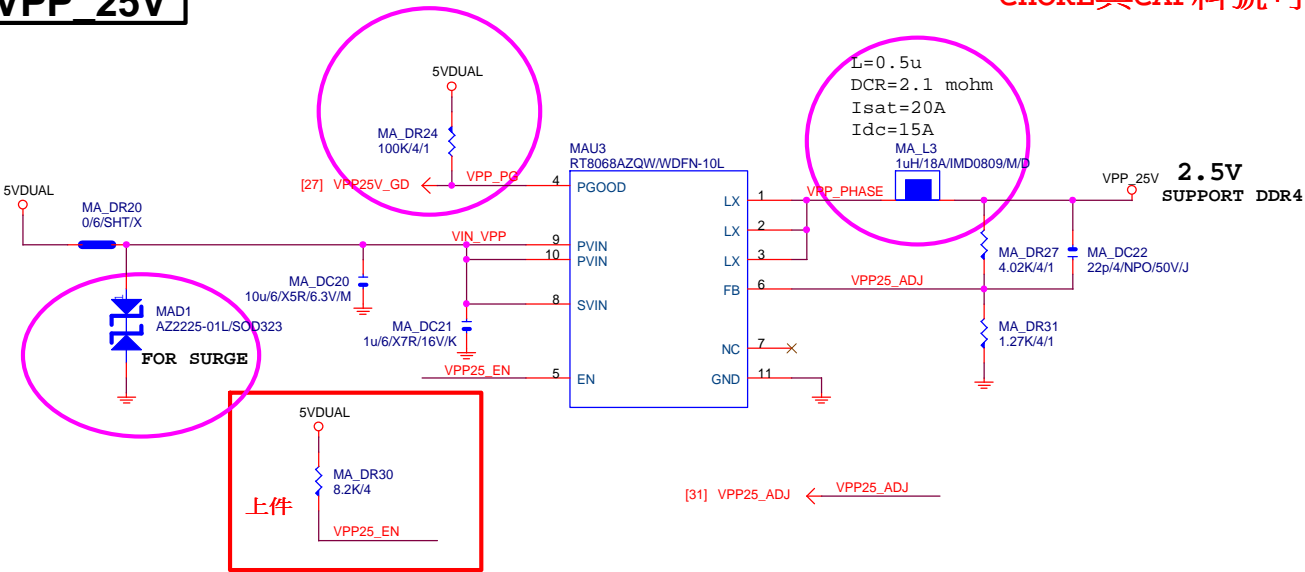 VPP_25V
5VDUAL
MA_DR24
100K/4/1
[27] VPP25V_GD
VPP_PG
L=0.5u
DCR=2.1 mohm
Isat=20A
Idc=15A
MA_L3
1uH/18A/IMD0809/M/D
MAU3
RT8068AZQW/WDFN-10L
4 PGOOD
9 PVIN
10 PVIN
8 SVIN
5 EN
LX 1
LX 2
LX 3
FB 6
NC 7
GND 11
VPP_PHASE
VPP_25V
2.5V
SUPPORT DDR4
5VDUAL
MA_DR20
0/6/SHT/X
VIN_VPP
MA_DC20
10u/6/X5R/6.3V/M
MA_DC21
1u/6/X7R/16V/K
MA_DR27
4.02K/4/1
MA_DC22
22p/4/NPO/50V/J
VPP25_ADJ
MA_DR31
1.27K/4/1
MAD1
AZ2225-01L/SOD323
FOR SURGE
VPP25_EN
5VDUAL
MA_DR30
8.2K/4
上件
VPP25_EN
[31] VPP25_ADJ
VPP25_ADJ